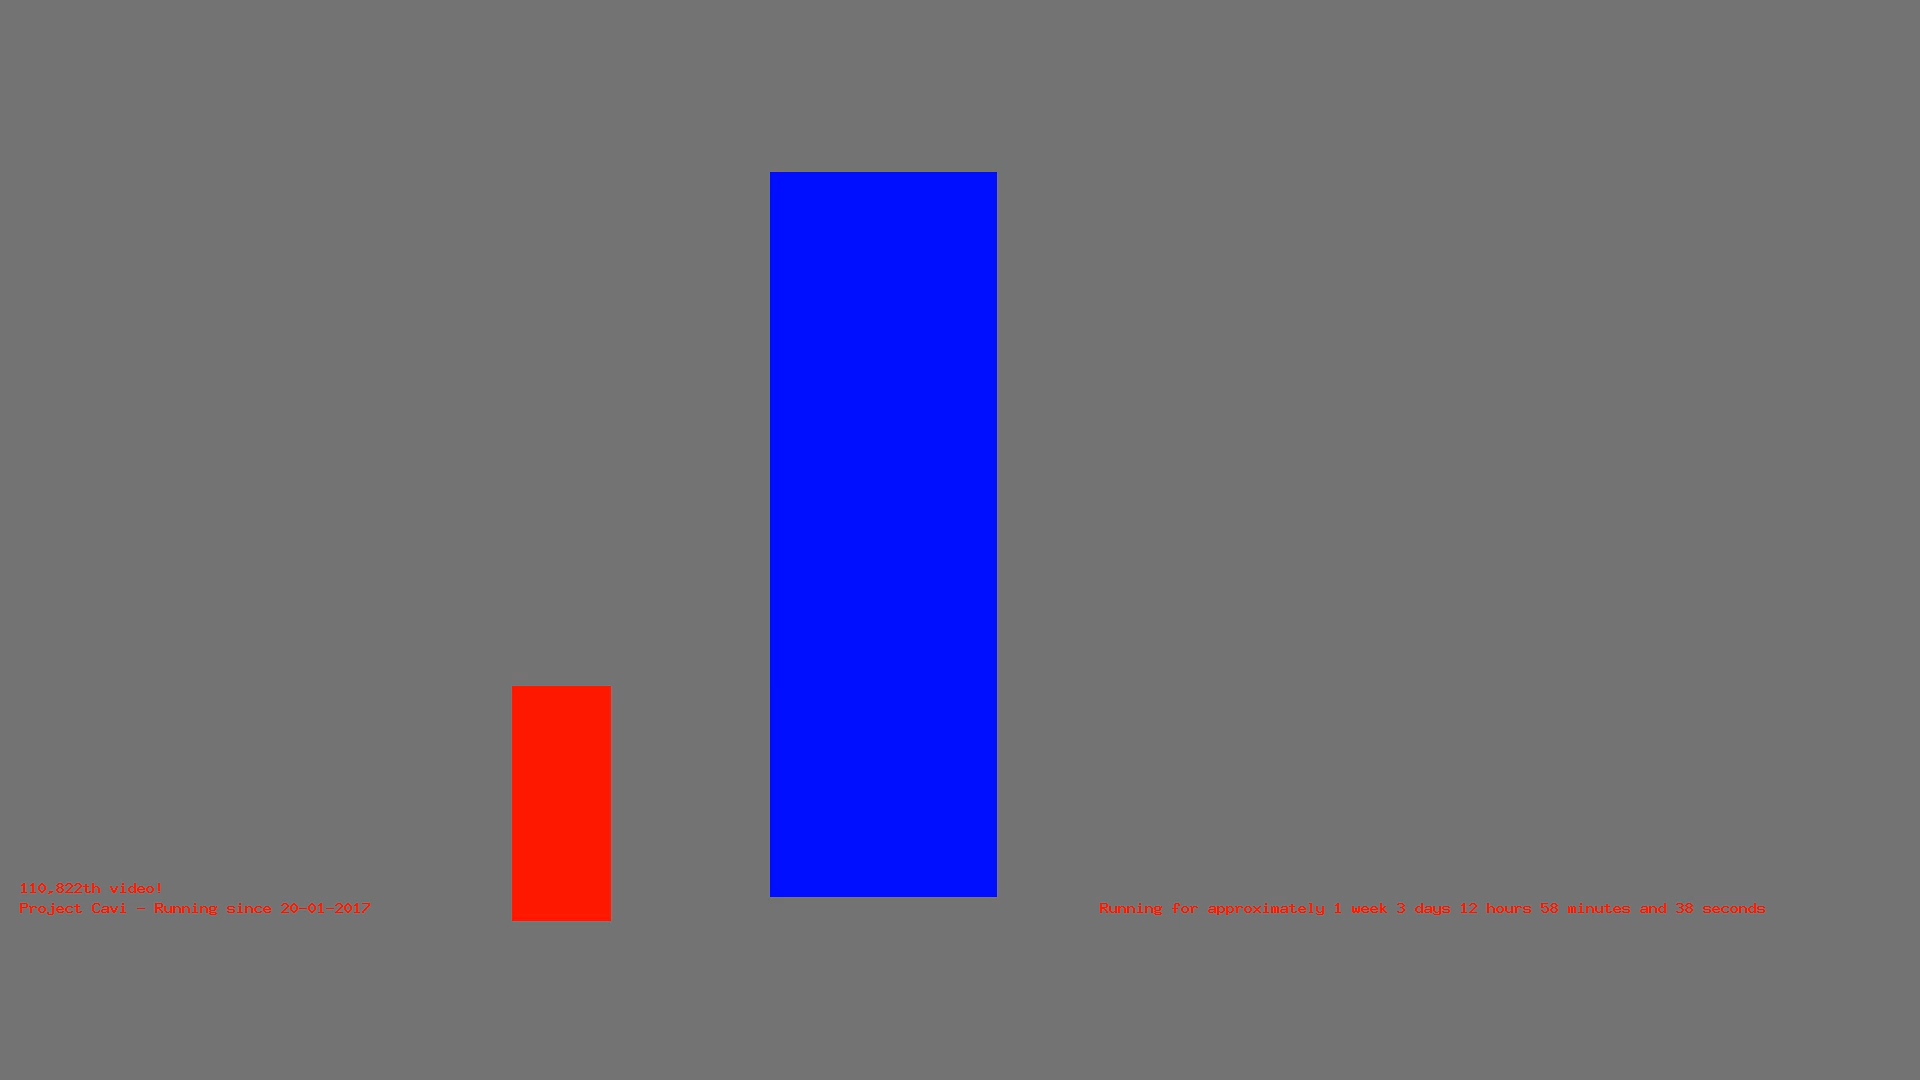 110,822th video!
Project Cavi - Running since 20-01-2017
Running for approximately 1 week 3 days 12 hours 58 minutes and 38 seconds